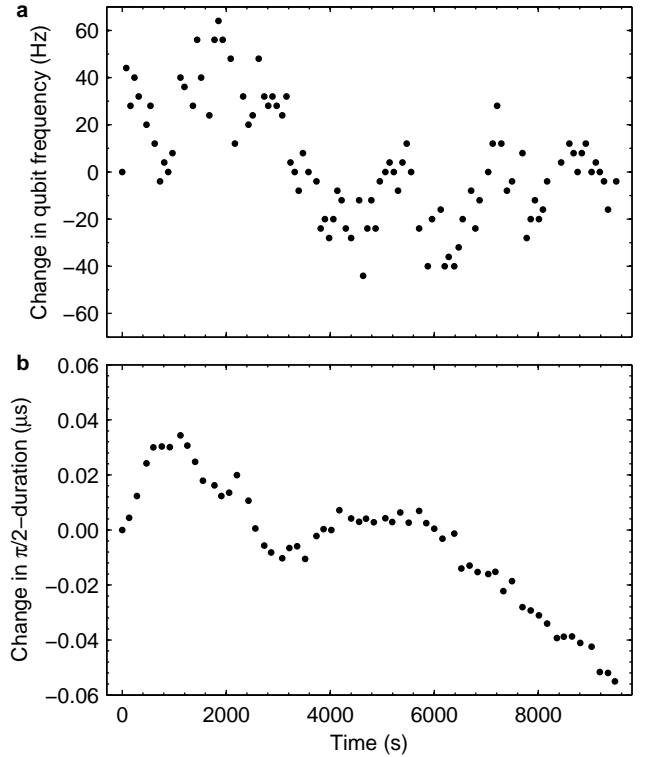 a
60
40
20
0
−20
−40
−60
Change in qubit frequency (Hz)
b
0.06
0.04
0.02
0.00
−0.02
−0.04
−0.06
Change in π/2−duration (μs)
0 2000 4000 6000 8000
Time (s)